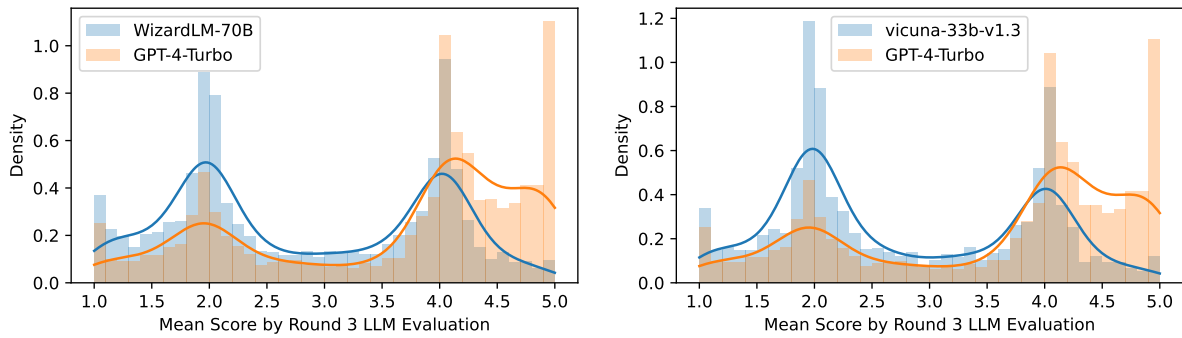 WizardLM-70B
GPT-4-Turbo
Density
1.0
0.8
0.6
0.4
0.2
0.0
1.0 1.5 2.0 2.5 3.0 3.5 4.0 4.5 5.0
Mean Score by Round 3 LLM Evaluation
vicuna-33b-v1.3
GPT-4-Turbo
Density
1.2
1.0
0.8
0.6
0.4
0.2
0.0
1.0 1.5 2.0 2.5 3.0 3.5 4.0 4.5 5.0
Mean Score by Round 3 LLM Evaluation